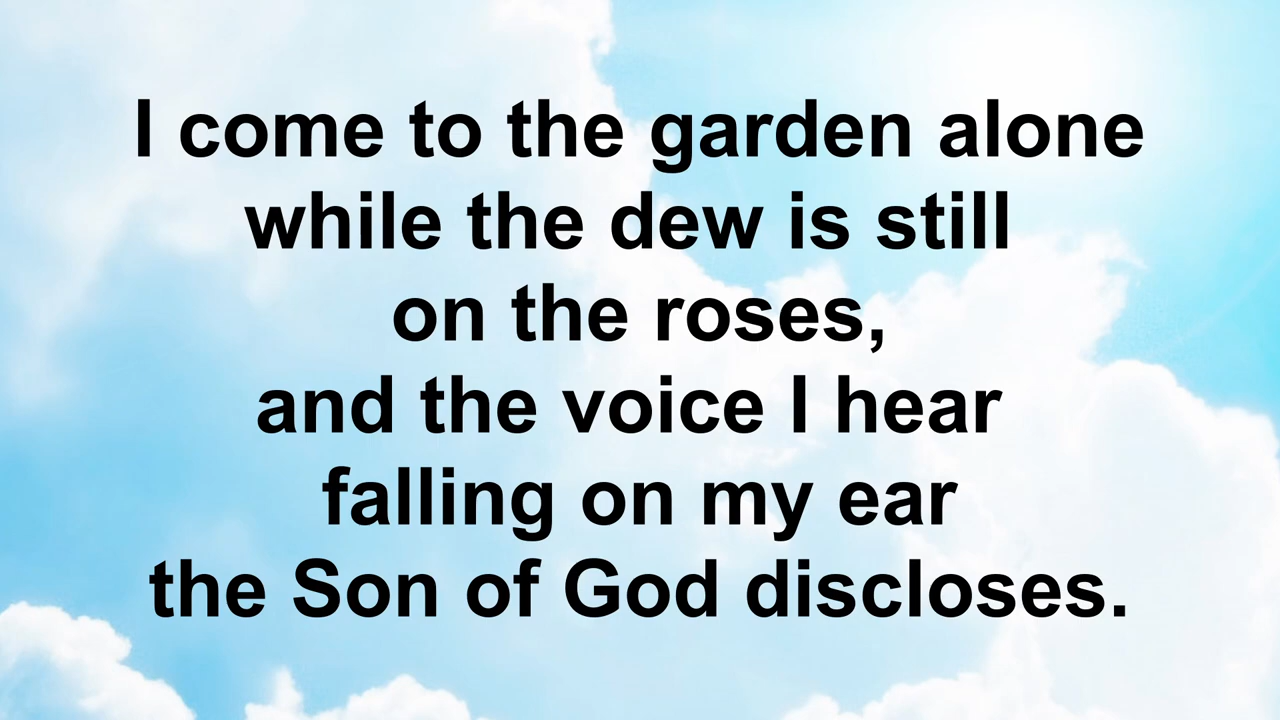 I come to the garden alone
while the dew is still
on the roses,
and the voice I hear
falling on my ear
the Son of God discloses.